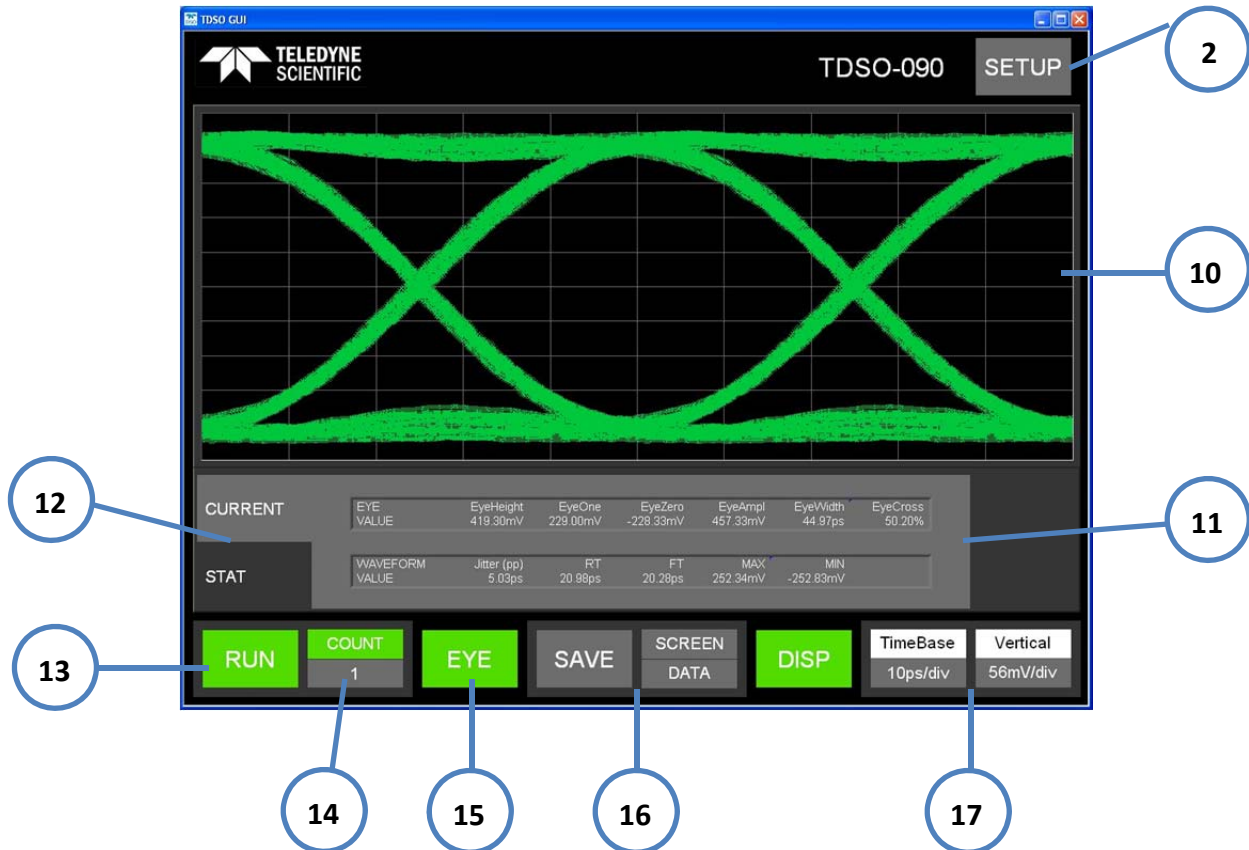 TDSO GUI
TELEDYNE
SCIENTIFIC
TDSO-090
SETUP
2
10
12
CURRENT
EYE EyeHeight EyeOne EyeZero EyeAmpl EyeWidth EyeCross
VALUE 419.30mV 229.00mV -228.33mV 457.33mV 44.97ps 50.20%
11
STAT
WAVEFORM Jitter (pp) RT FT MAX MIN
VALUE 5.03ps 20.98ps 20.28ps 252.34mV -252.83mV
13
RUN
COUNT
1
EYE
SAVE
SCREEN
DATA
DISP
TimeBase
10ps/div
Vertical
56mV/div
14
15
16
17